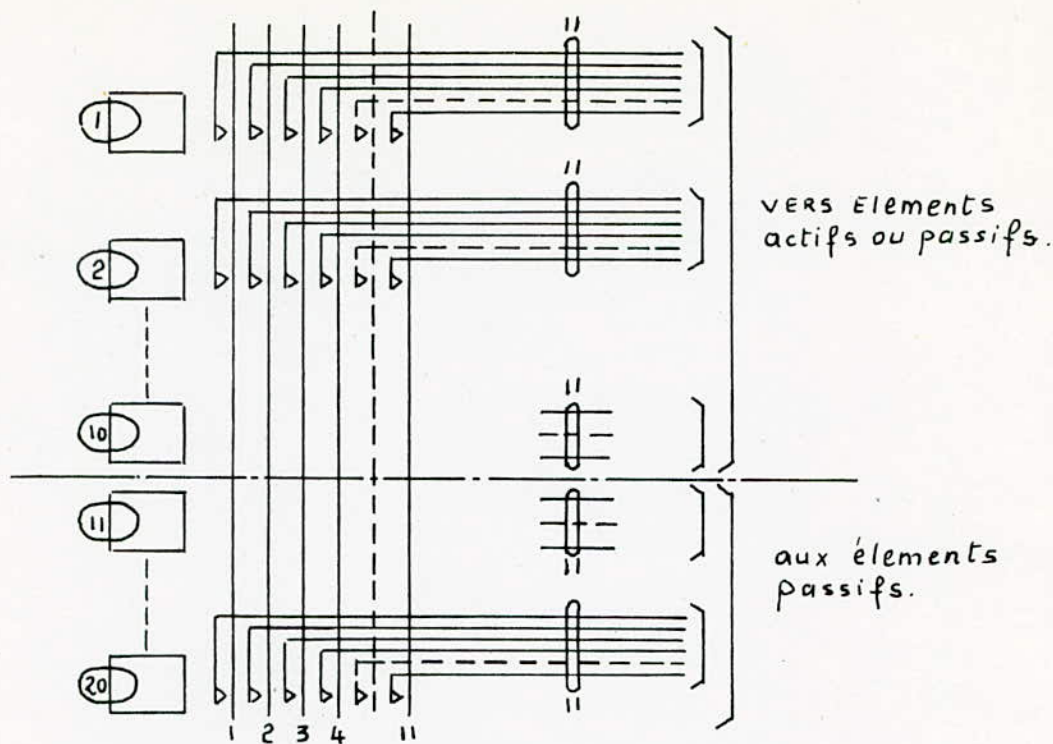 11
1
11
2
VERS Elements
actifs ou passifs.
11
10
11
11
aux élements
passifs.
20
11
1 2 3 4 11